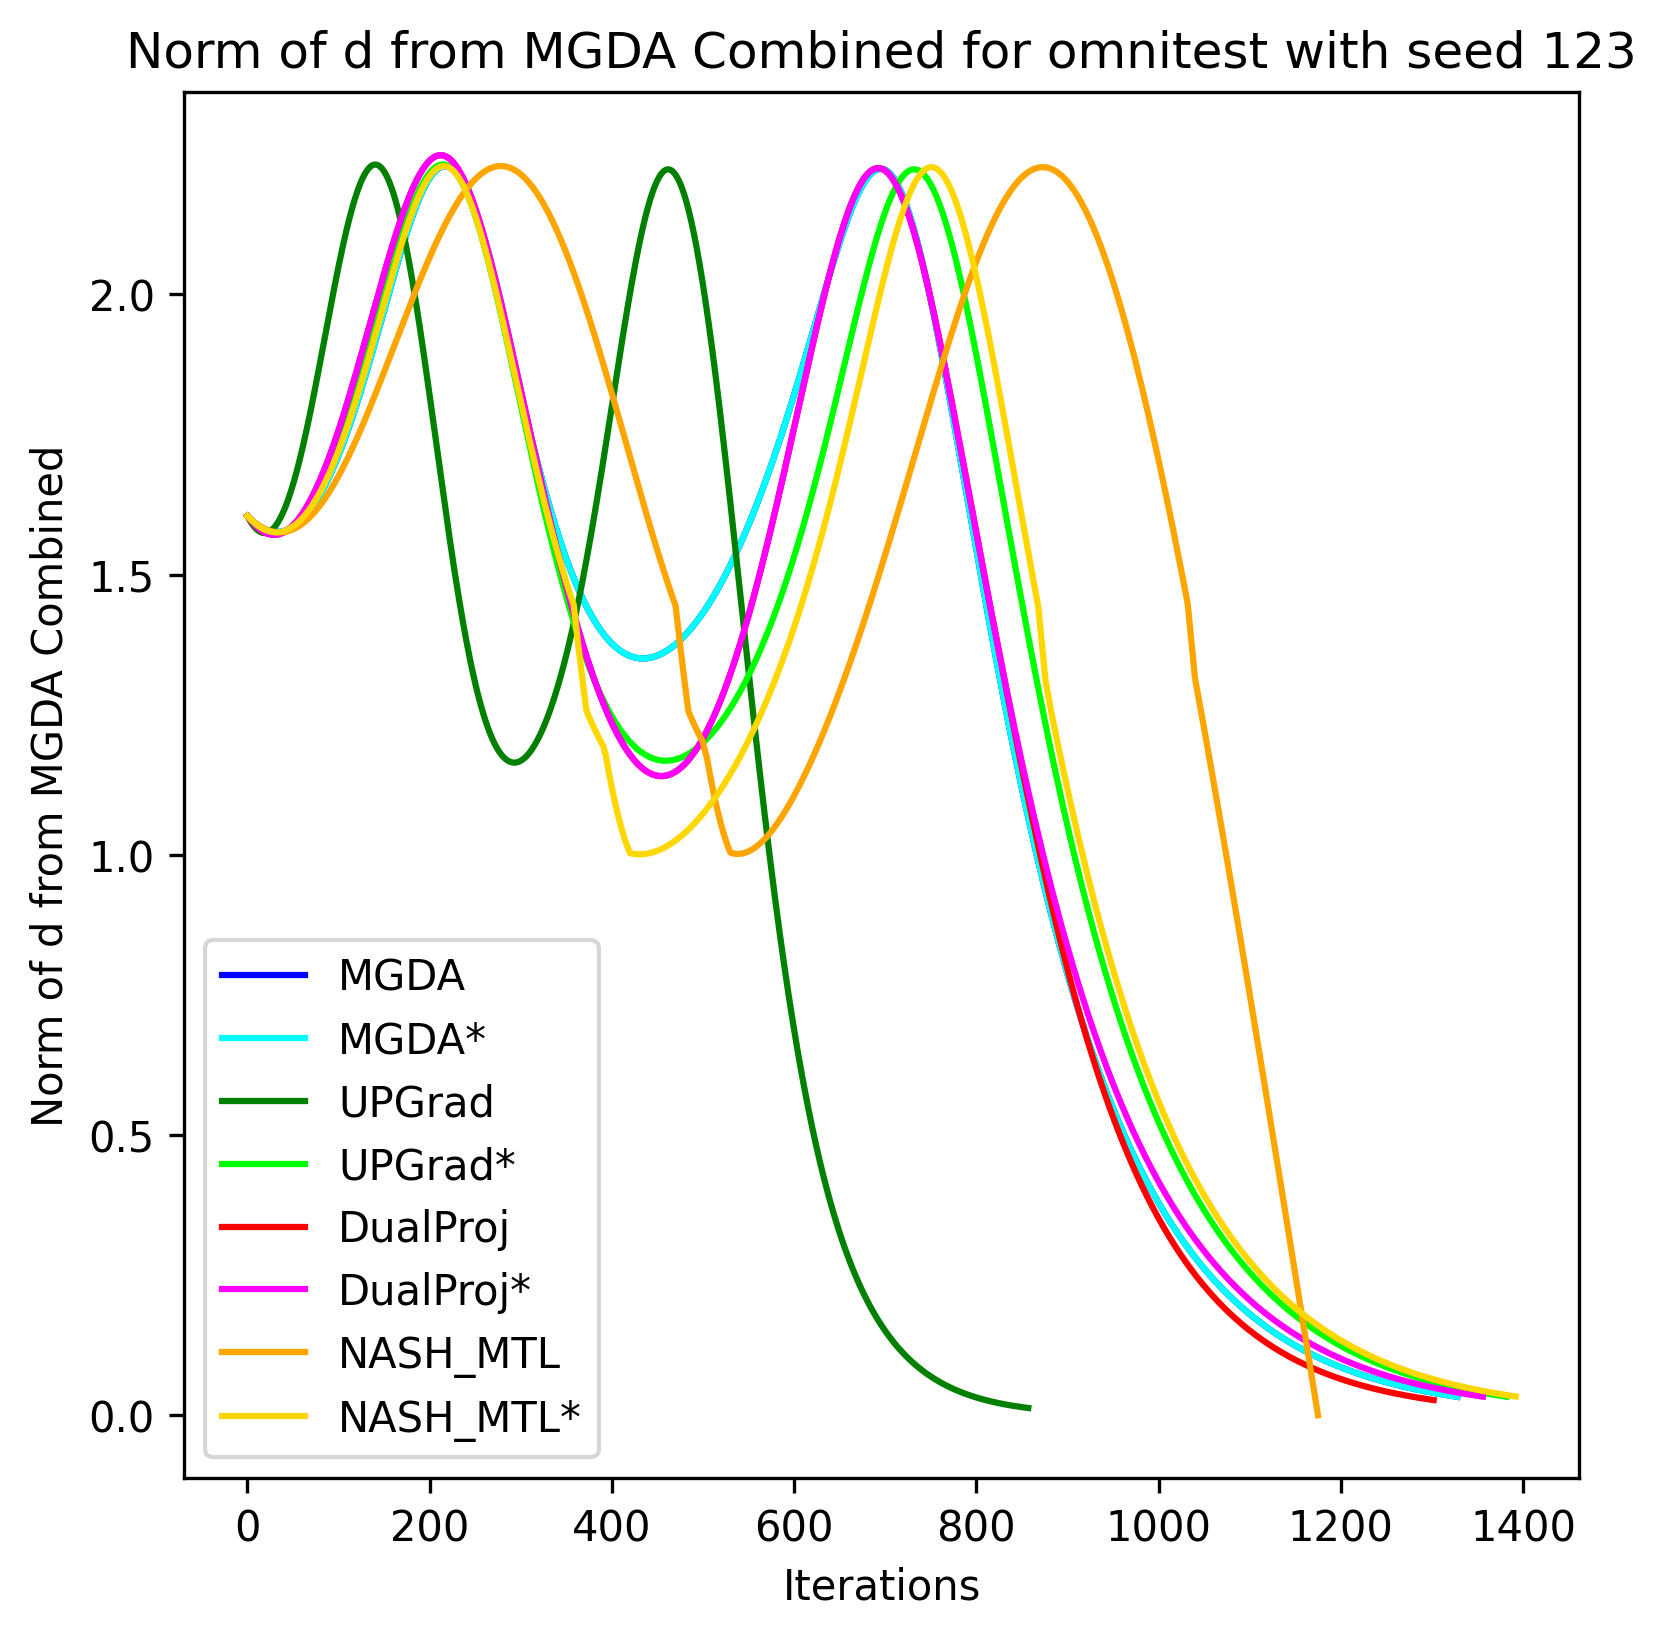 Norm of d from MGDA Combined for omnitest with seed 123
Norm of d from MGDA Combined
2.0
1.5
1.0
0.5
0.0
MGDA
MGDA*
UPGrad
UPGrad*
DualProj
DualProj*
NASH_MTL
NASH_MTL*
0 200 400 600 800 1000 1200 1400
Iterations